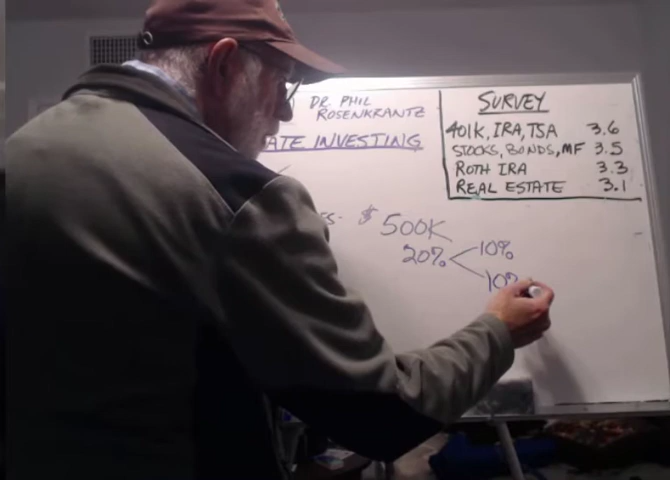 DR. PHIL
ROSENKRANTZ
ATE INVESTING
SURVEY
401K, IRA, TSA 3.6
STOCKS, BONDS, MF 3.5
ROTH IRA 3.3
REAL ESTATE 3.1
$500K
20% 10%
10%